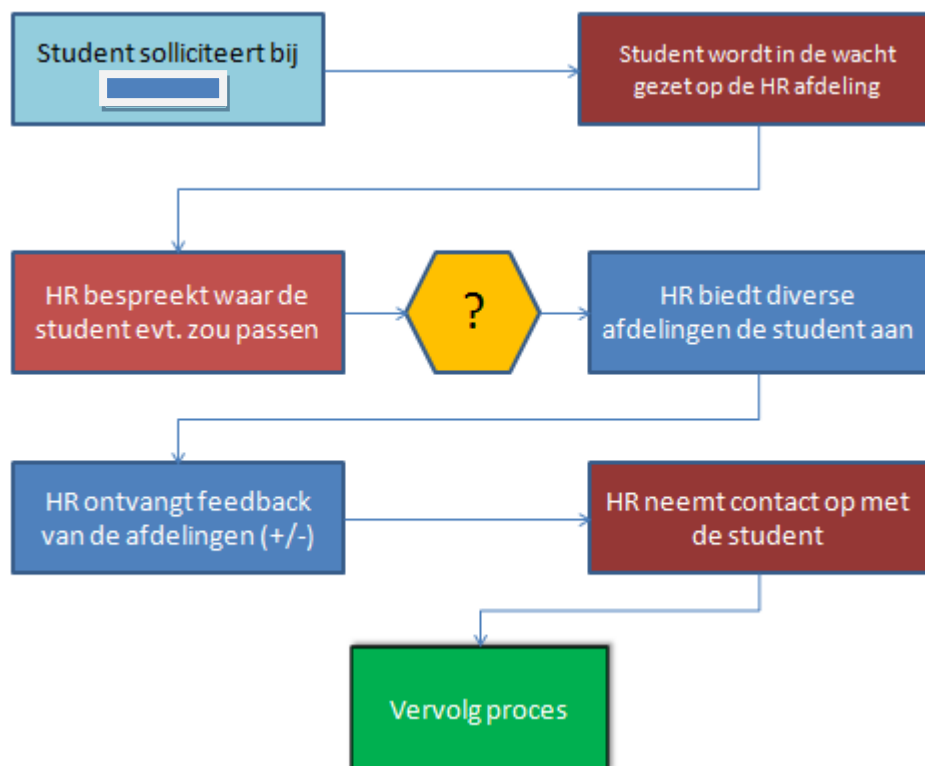 Student solliciteert bij
Student wordt in de wacht
gezet op de HR afdeling
HR bespreekt waar de
student evt. zou passen
?
HR biedt diverse
afdelingen de student aan
HR ontvangt feedback
van de afdelingen (+/-)
HR neemt contact op met
de student
Vervolg proces